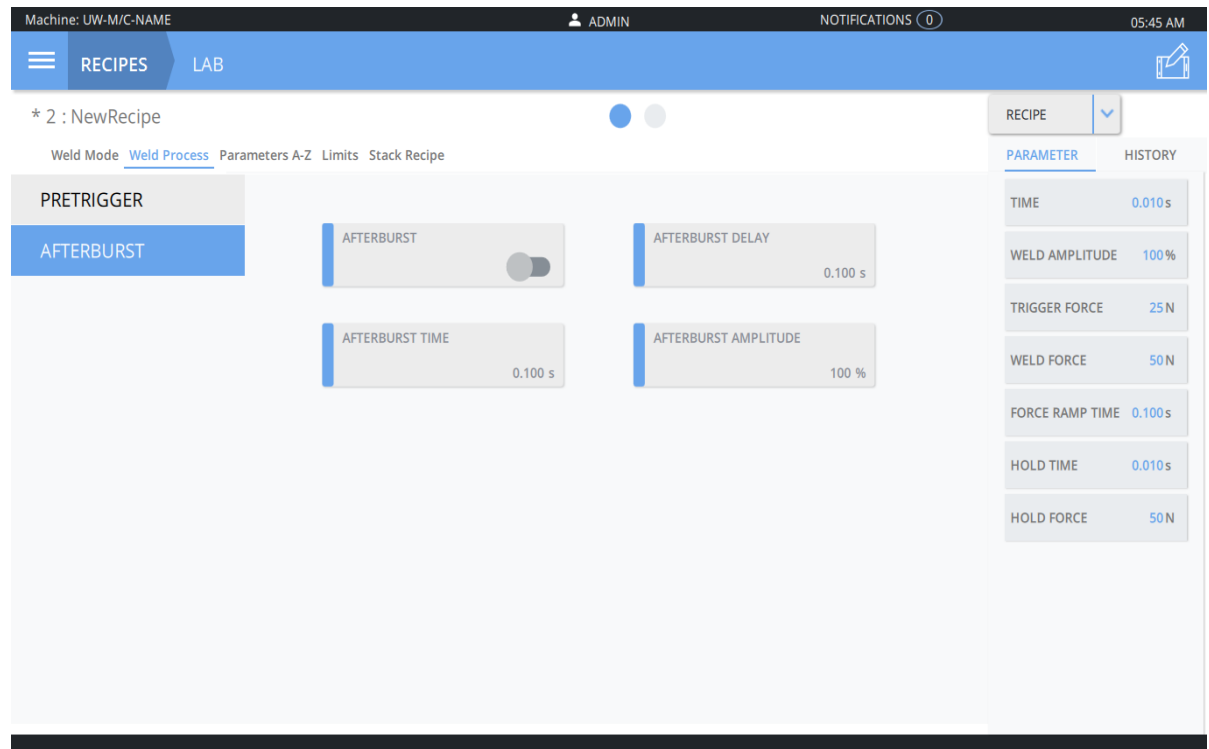 Machine: UW-M/C-NAME ADMIN NOTIFICATIONS 0 05:45 AM
RECIPES LAB
* 2 : NewRecipe
RECIPE
Weld Mode Weld Process Parameters A-Z Limits Stack Recipe
PARAMETER HISTORY
PRETRIGGER
AFTERBURST
AFTERBURST
AFTERBURST DELAY
0.100 s
AFTERBURST TIME
0.100 s
AFTERBURST AMPLITUDE
100 %
TIME 0.010 s
WELD AMPLITUDE 100 %
TRIGGER FORCE 25 N
WELD FORCE 50 N
FORCE RAMP TIME 0.100 s
HOLD TIME 0.010 s
HOLD FORCE 50 N